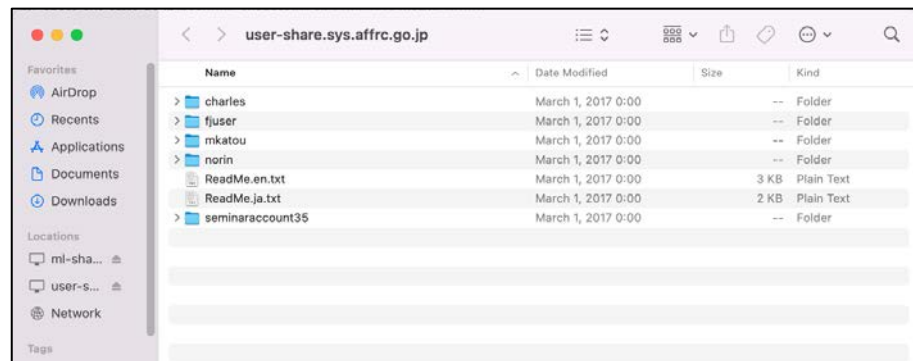 user-share.sys.affrc.go.jp
Favorites
AirDrop
Recents
Applications
Documents
Downloads
Locations
ml-sha...
user-s...
Network
Tags
Name Date Modified Size Kind
charles March 1, 2017 0:00 -- Folder
fjuser March 1, 2017 0:00 -- Folder
mkatou March 1, 2017 0:00 -- Folder
norin March 1, 2017 0:00 -- Folder
ReadMe.en.txt March 1, 2017 0:00 3 KB Plain Text
ReadMe.ja.txt March 1, 2017 0:00 2 KB Plain Text
seminaraccount35 March 1, 2017 0:00 -- Folder